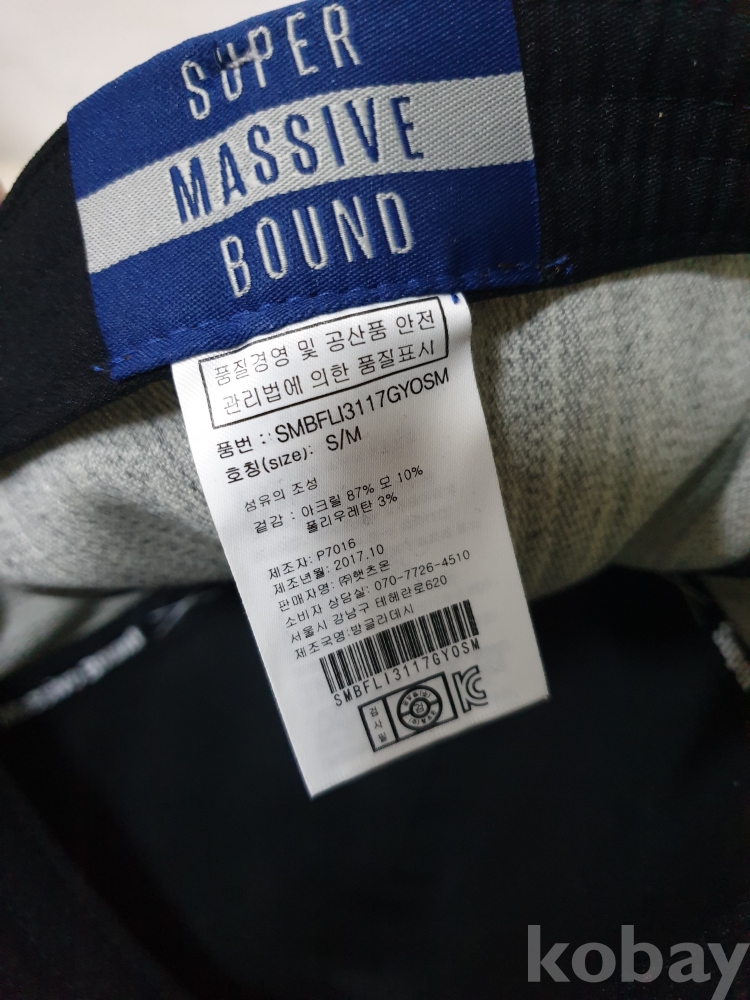 SUPER
MASSIVE
BOUND
품질경영 및 공산품 안전
관리법에 의한 품질표시
품번 : SMBFLI3117GYOSM
호칭(size): S/M
섬유의 조성
겉감 : 아크릴 87% 모 10%
폴리우레탄 3%
제조자: P7016
제조년월: 2017.10
판매자명: ㈜햇츠온
소비자 상담실: 070-7726-4510
서울시 강남구 테헤란로620
제조국명:방글라데시
SMBFLI3117GYOSM
검사필
검
KC
kobay